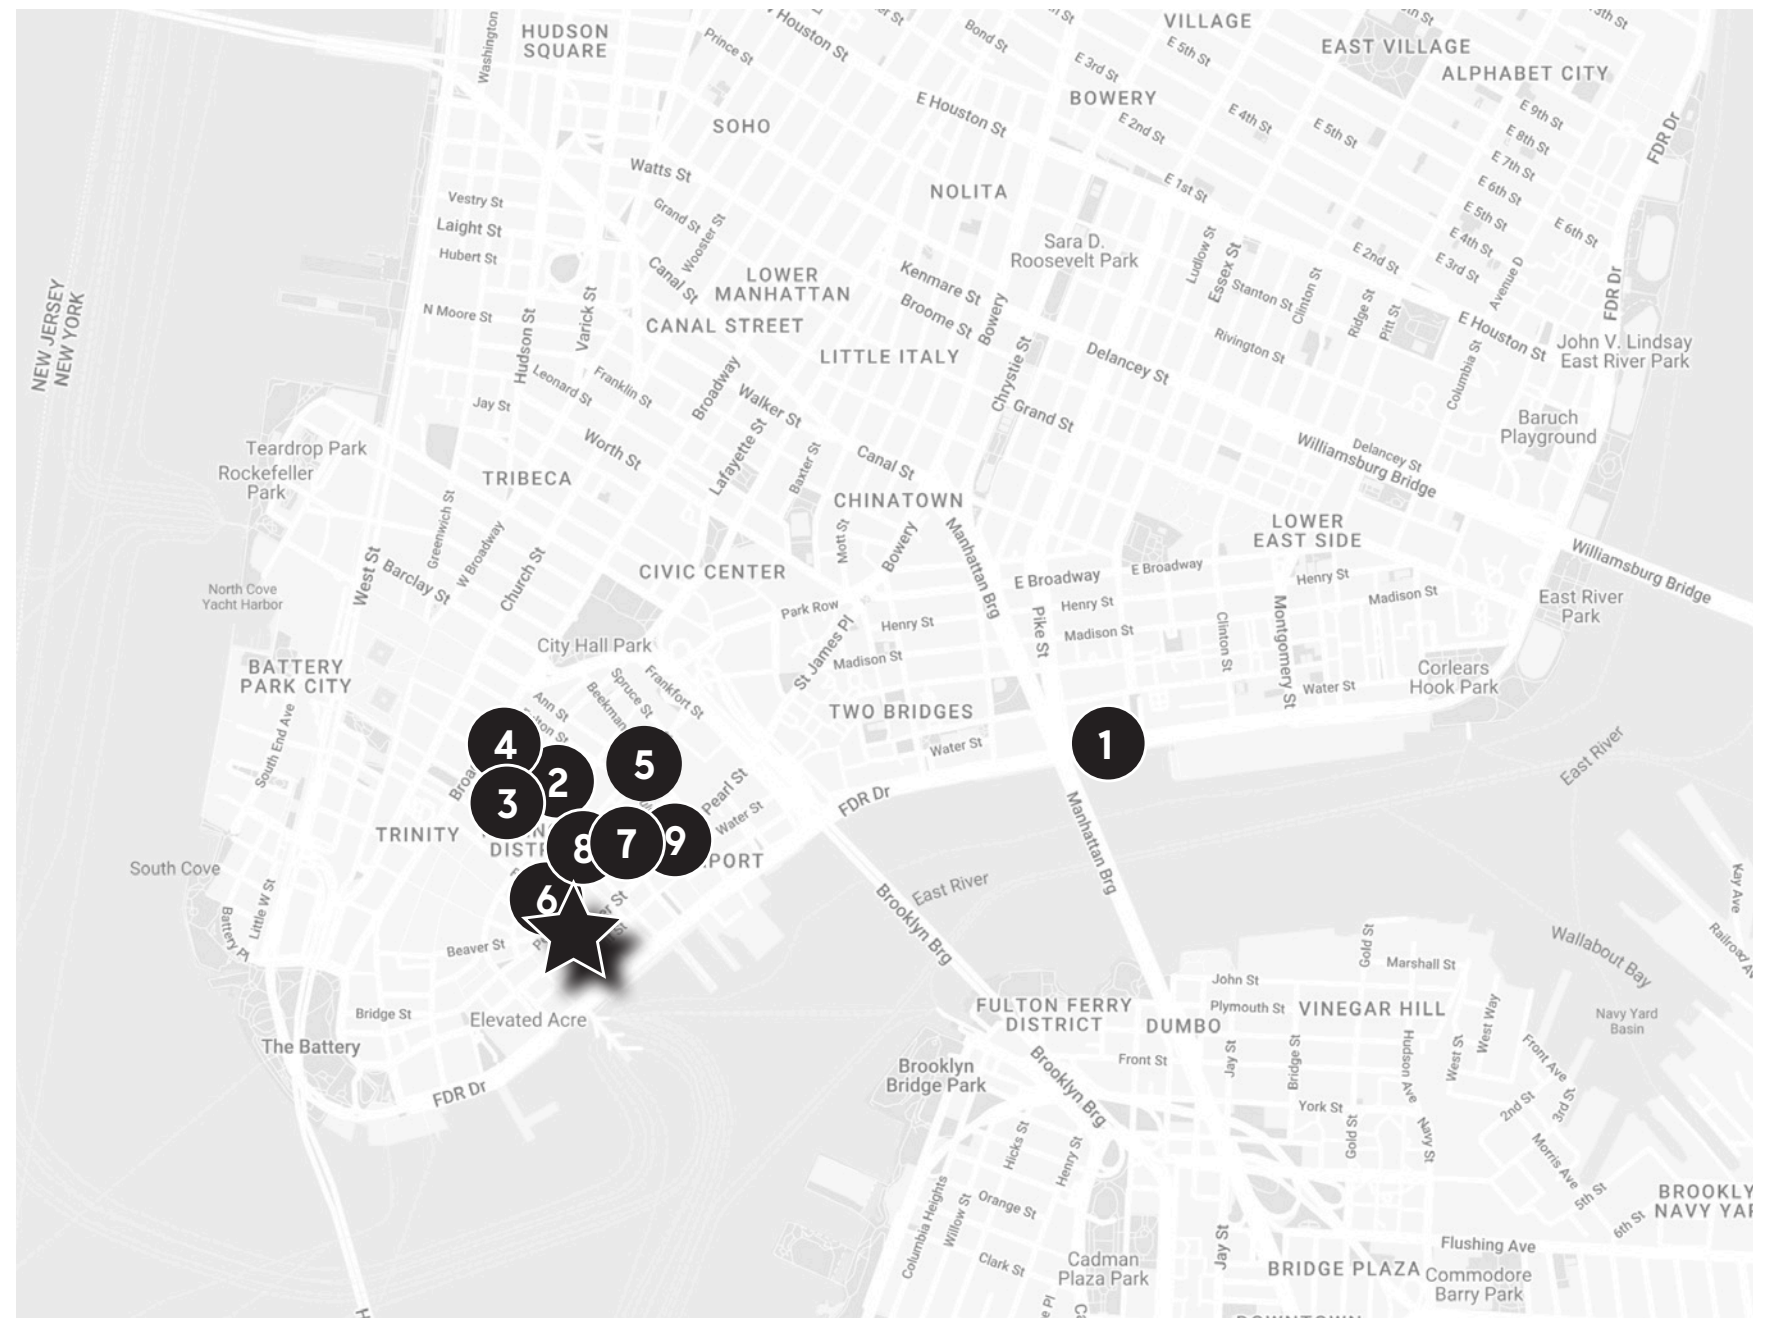 HUDSON
SQUARE
Washington
Prince St
Houston St
Bond St
VILLAGE
E 5th St
EAST VILLAGE
ALPHABET CITY
E 3rd St
BOWERY
E Houston St
E 2nd St
E 4th St
E 5th St
E 9th St
E 8th St
E 7th St
E 6th St
E 5th St
E 4th St
E 3rd St
E 6th St
FDR Dr
SOHO
Watts St
NOLITA
E 1st St
Vestry St
Laight St
Hubert St
Grand St
Wooster St
Canal St
LOWER
MANHATTAN
CANAL STREET
Kenmare St
Broome St
Bowery
Sara D.
Roosevelt Park
Ludlow St
Essex St
Stanton St
Clinton St
E 2nd St
Ridge St
Pitt St
Avenue D
FDR Dr
E Houston St
John V. Lindsay
East River Park
NEW JERSEY
NEW YORK
N Moore St
Hudson St
Varick St
LITTLE ITALY
Rivington St
Delancey St
Columbia St
Leonard St
Franklin St
Broadway
Walker St
Chrystie St
Grand St
Jay St
Baruch
Playground
Teardrop Park
Rockefeller
Park
Worth St
Lafayette St
Baxter St
Canal St
Delancey St
Williamsburg Bridge
TRIBECA
CHINATOWN
Greenwich St
W Broadway
Mott St
Bowery
Manhattan Brg
LOWER
EAST SIDE
Williamsburg Bridge
West St
Barclay St
Church St
CIVIC CENTER
E Broadway
E Broadway
Henry St
Madison St
North Cove
Yacht Harbor
Park Row
Henry St
Pike St
Henry St
Madison St
Clinton St
Montgomery St
East River
Park
City Hall Park
St James Pl
Madison St
BATTERY
PARK CITY
Spruce St
Beekman
Frankfort St
Corlears
Hook Park
Water St
Ann St
TWO BRIDGES
South End Ave
Water St
4
5
1
2
3
East River
Pearl St
Water St
FDR Dr
Manhattan Brg
TRINITY
8
7
9
South Cove
6
East River
Brooklyn Brg
Kay Ave
Little W St
Battery Pl
Beaver St
Gold St
Marshall St
Wallabout Bay
John St
Plymouth St
VINEGAR HILL
FULTON FERRY
DISTRICT
DUMBO
Navy Yard
Basin
Bridge St
Elevated Acre
The Battery
Front St
Jay St
Bridge St
Hudson Ave
West St
West Way
Front Ave
Brooklyn
Bridge Park
Brooklyn Brg
FDR Dr
York St
Gold St
Navy St
2nd St
3rd St
Morris Ave
Hicks St
Henry St
Columbia Heights
Willow St
Orange St
5th St
6th St
Clark St
Cadman
Plaza Park
Jay St
Flushing Ave
BRIDGE PLAZA
Commodore
Barry Park